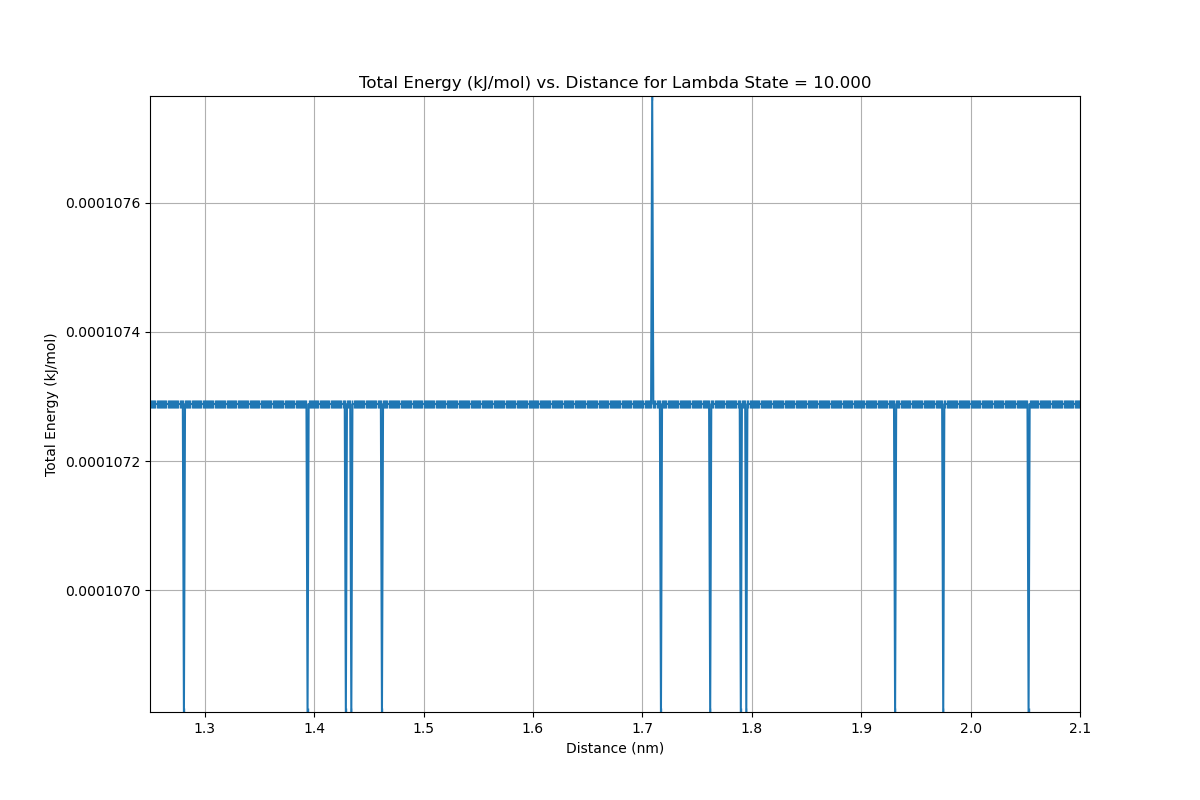 Total Energy (kJ/mol) vs. Distance for Lambda State = 10.000
Total Energy (kJ/mol)
0.0001076
0.0001074
0.0001072
0.0001070
1.3 1.4 1.5 1.6 1.7 1.8 1.9 2.0 2.1
Distance (nm)